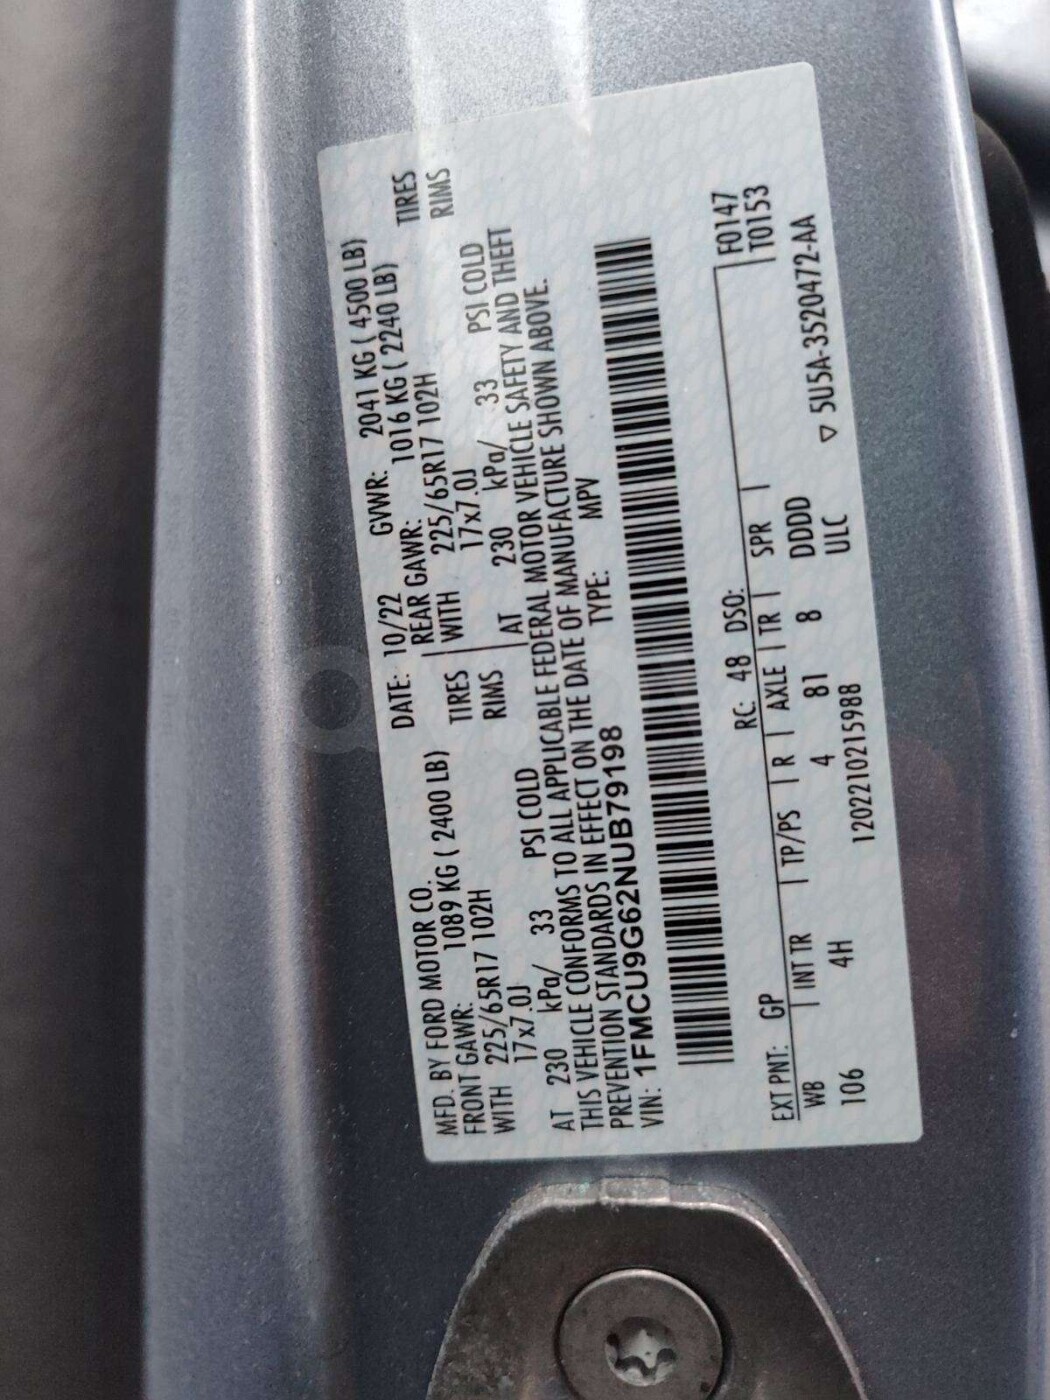 MFD. BY FORD MOTOR CO. DATE: 10/22 GVWR: 2041 KG ( 4500 LB)
FRONT GAWR: 1089 KG ( 2400 LB) REAR GAWR: 1016 KG ( 2240 LB)
WITH 225/65R17 102H TIRES WITH 225/65R17 102H TIRES
17x7.0J RIMS 17x7.0J RIMS
AT 230 kPa/ 33 PSI COLD AT 230 kPa/ 33 PSI COLD
THIS VEHICLE CONFORMS TO ALL APPLICABLE FEDERAL MOTOR VEHICLE SAFETY AND THEFT
PREVENTION STANDARDS IN EFFECT ON THE DATE OF MANUFACTURE SHOWN ABOVE.
VIN: 1FMCU9G62NUB79198 TYPE: MPV
F0147
EXT PNT: GP RC: 48 DSO: T0153
WB INT TR TP/PS R AXLE TR SPR
106 4H 4 81 8 DDDD ▽ 5U5A-3520472-AA
120221021598​8 ULC